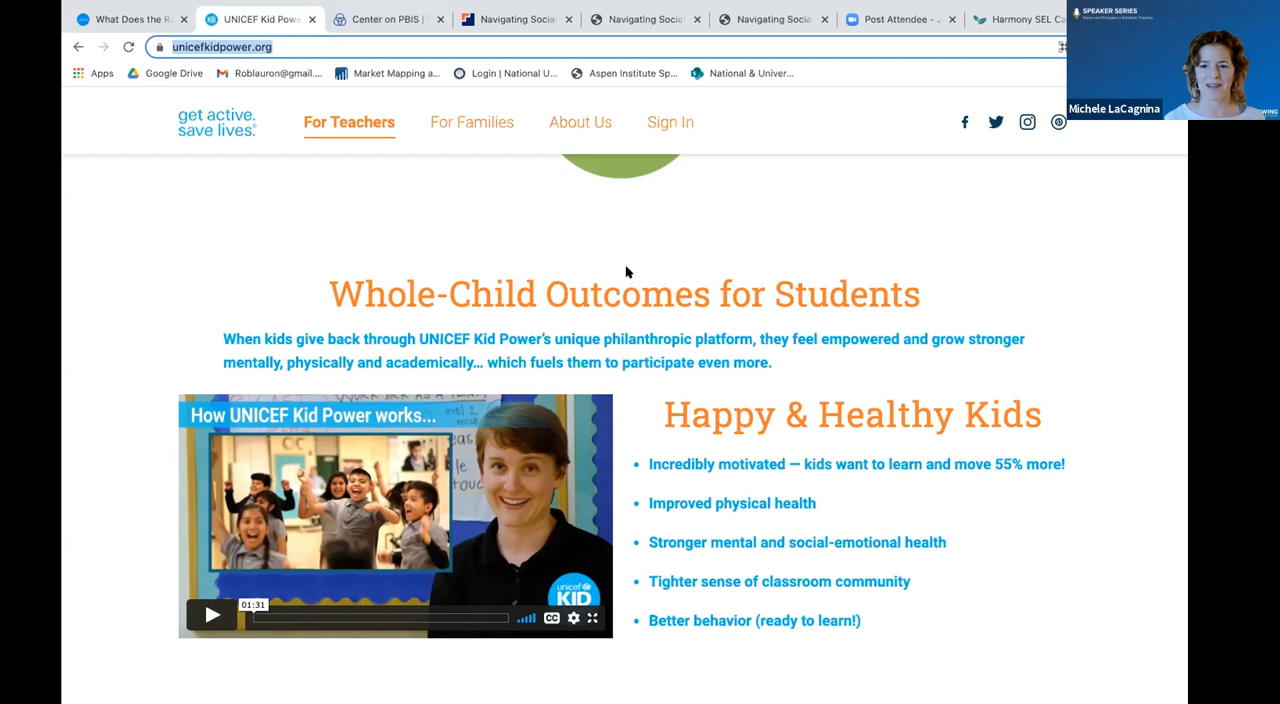 What Does the R
UNICEF Kid Powe
Center on PBIS |
Navigating Social
Navigating Social
Navigating Social
Post Attendee -
Harmony SEL Ca
unicefkidpower.org
Apps
Google Drive
Roblauron@gmail....
Market Mapping a...
Login | National U...
Aspen Institute Sp...
National & Univer...
SPEAKER SERIES
Michele LaCagnina
get active.
save lives.
For Teachers
For Families
About Us
Sign In
Whole-Child Outcomes for Students
When kids give back through UNICEF Kid Power's unique philanthropic platform, they feel empowered and grow stronger
mentally, physically and academically... which fuels them to participate even more.
How UNICEF Kid Power works...
unicef
KID
01:31
CC
Happy & Healthy Kids
• Incredibly motivated — kids want to learn and move 55% more!
• Improved physical health
• Stronger mental and social-emotional health
• Tighter sense of classroom community
• Better behavior (ready to learn!)